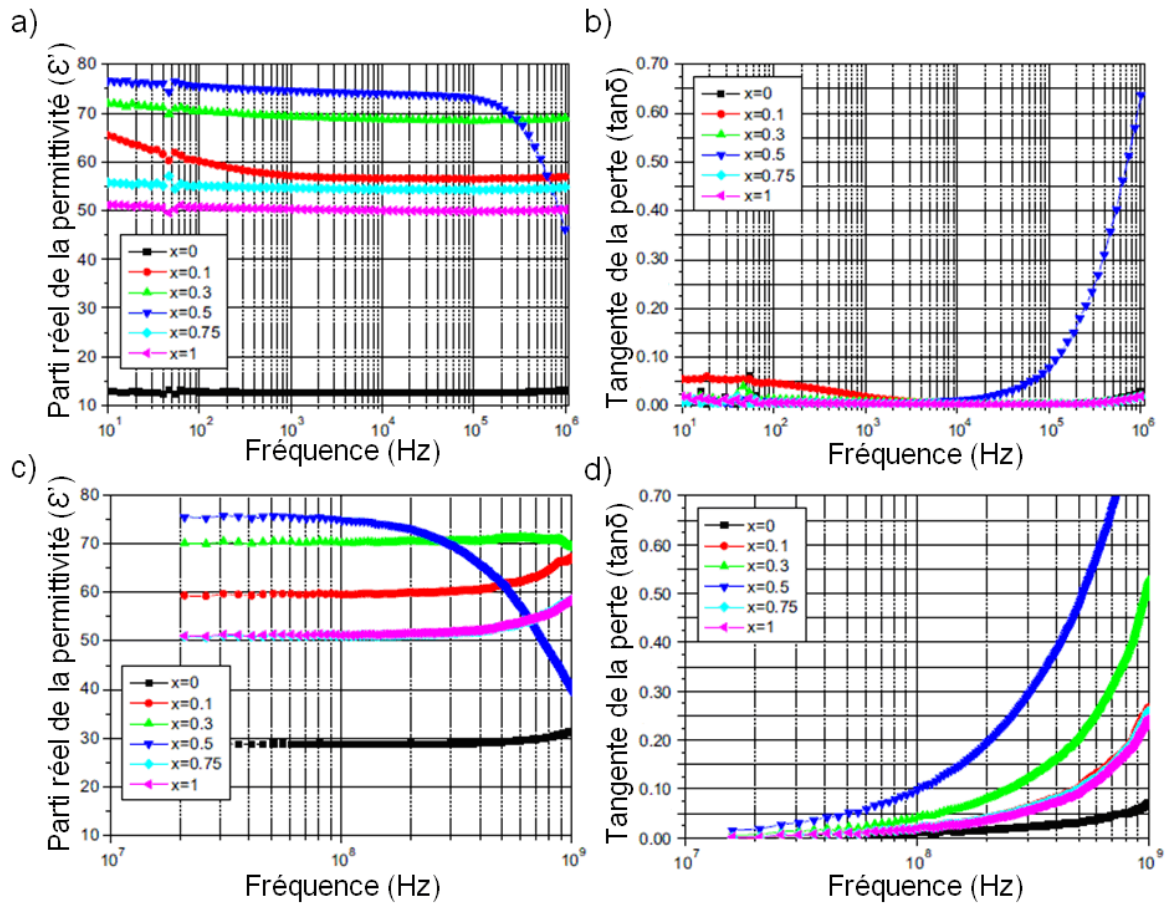 a)
Parti réel de la permittivité (ε')
80
70
60
50
40
30
20
10
x=0
x=0.1
x=0.3
x=0.5
x=0.75
x=1
10¹ 10² 10³ 10⁴ 10⁵ 10⁶
Fréquence (Hz)
b)
Tangente de la perte (tanδ)
0.70
0.60
0.50
0.40
0.30
0.20
0.10
0.00
x=0
x=0.1
x=0.3
x=0.5
x=0.75
x=1
10¹ 10² 10³ 10⁴ 10⁵ 10⁶
Fréquence (Hz)
c)
Parti réel de la permittivité (ε')
80
70
60
50
40
30
20
10
x=0
x=0.1
x=0.3
x=0.5
x=0.75
x=1
10⁷ 10⁸ 10⁹
Fréquence (Hz)
d)
Tangente de la perte (tanδ)
0.70
0.60
0.50
0.40
0.30
0.20
0.10
0.00
x=0
x=0.1
x=0.3
x=0.5
x=0.75
x=1
10⁷ 10⁸ 10⁹
Fréquence (Hz)